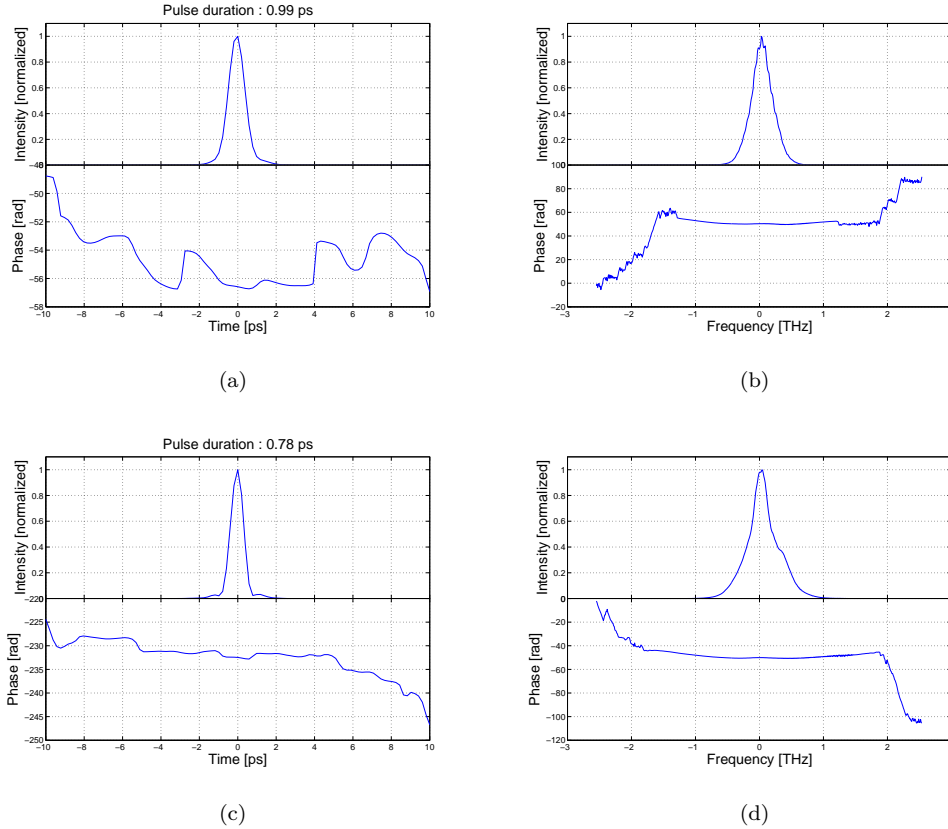 Pulse duration : 0.99 ps
Intensity [normalized]
1
0.8
0.6
0.4
0.2
0
Phase [rad]
−48
−50
−52
−54
−56
−58
−10 −8 −6 −4 −2 0 2 4 6 8 10
Time [ps]
(a)
Intensity [normalized]
1
0.8
0.6
0.4
0.2
0
Phase [rad]
100
80
60
40
20
0
−20
−3 −2 −1 0 1 2
Frequency [THz]
(b)
Pulse duration : 0.78 ps
Intensity [normalized]
1
0.8
0.6
0.4
0.2
0
Phase [rad]
−220
−225
−230
−235
−240
−245
−250
−10 −8 −6 −4 −2 0 2 4 6 8 10
Time [ps]
(c)
Intensity [normalized]
1
0.8
0.6
0.4
0.2
0
Phase [rad]
−20
−40
−60
−80
−100
−120
−3 −2 −1 0 1 2
Frequency [THz]
(d)